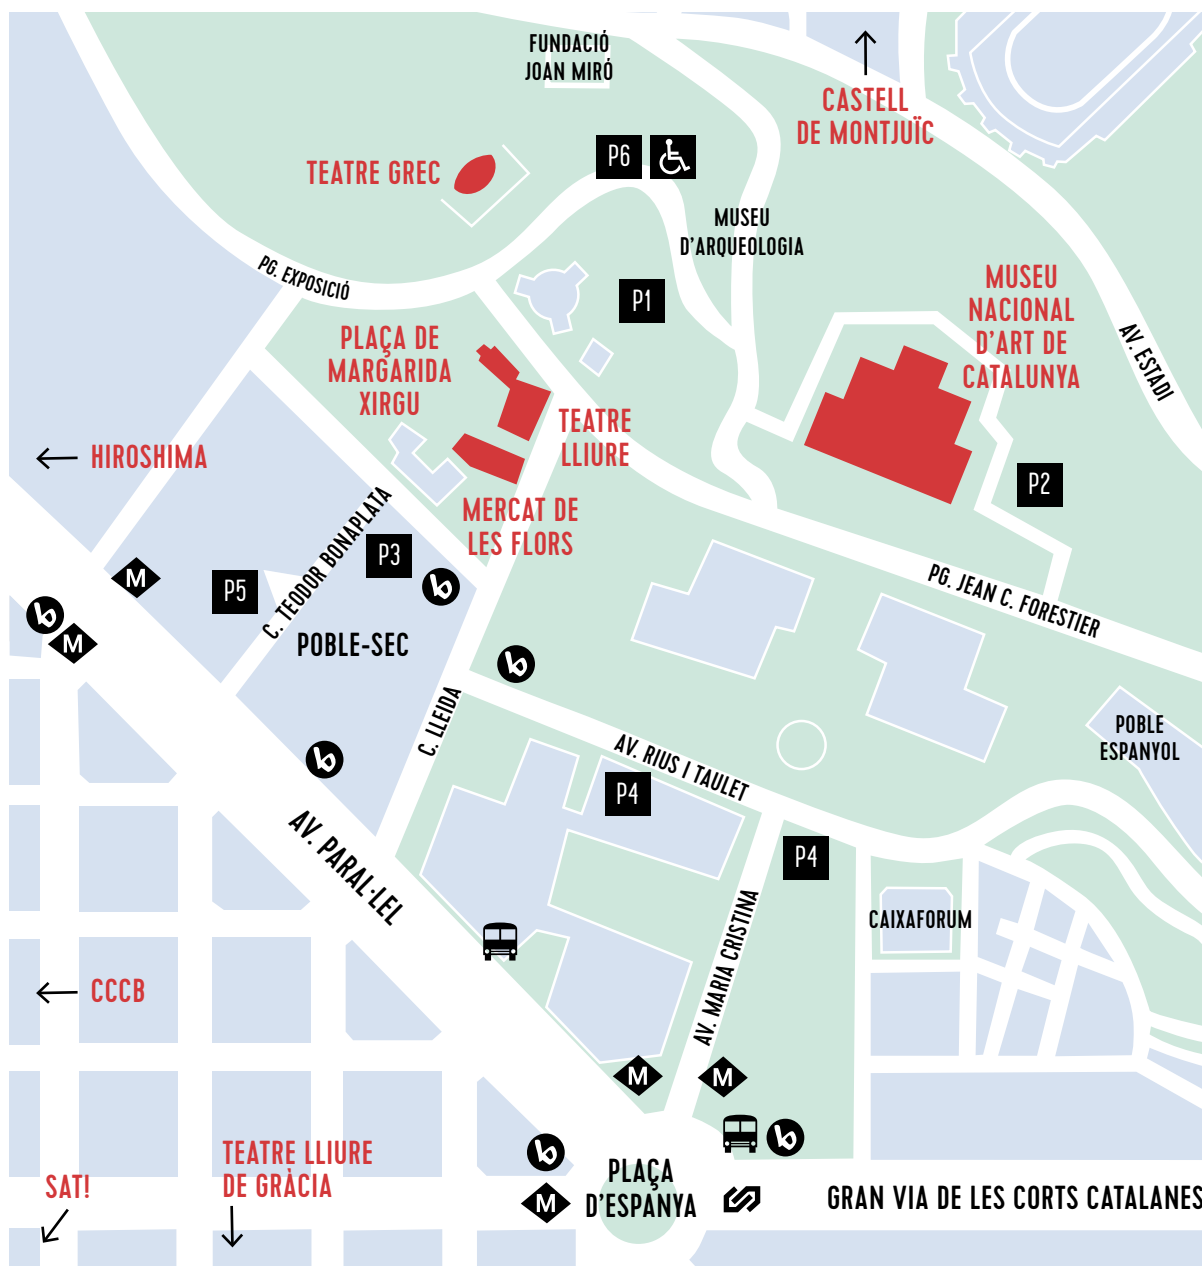 FUNDACIÓ
JOAN MIRÓ
CASTELL
DE MONTJUÏC
P6
TEATRE GREC
MUSEU
D'ARQUEOLOGIA
PG. EXPOSICIÓ
P1
MUSEU
NACIONAL
D'ART DE
CATALUNYA
AV. ESTADI
PLAÇA DE
MARGARIDA
XIRGU
TEATRE
LLIURE
HIROSHIMA
P2
MERCAT DE
LES FLORS
C. TEODOR BONAPLATA
P3
M
P5
b
PG. JEAN C. FORESTIER
b
M
POBLE-SEC
b
C. LLEIDA
POBLE
ESPANYOL
AV. RIUS I TAULET
b
P4
AV. PARAL·LEL
P4
CAIXAFORUM
AV. MARIA CRISTINA
CCCB
M
M
b
b
TEATRE LLIURE
DE GRÀCIA
SAT!
PLAÇA
D'ESPANYA
M
GRAN VIA DE LES CORTS CATALANES